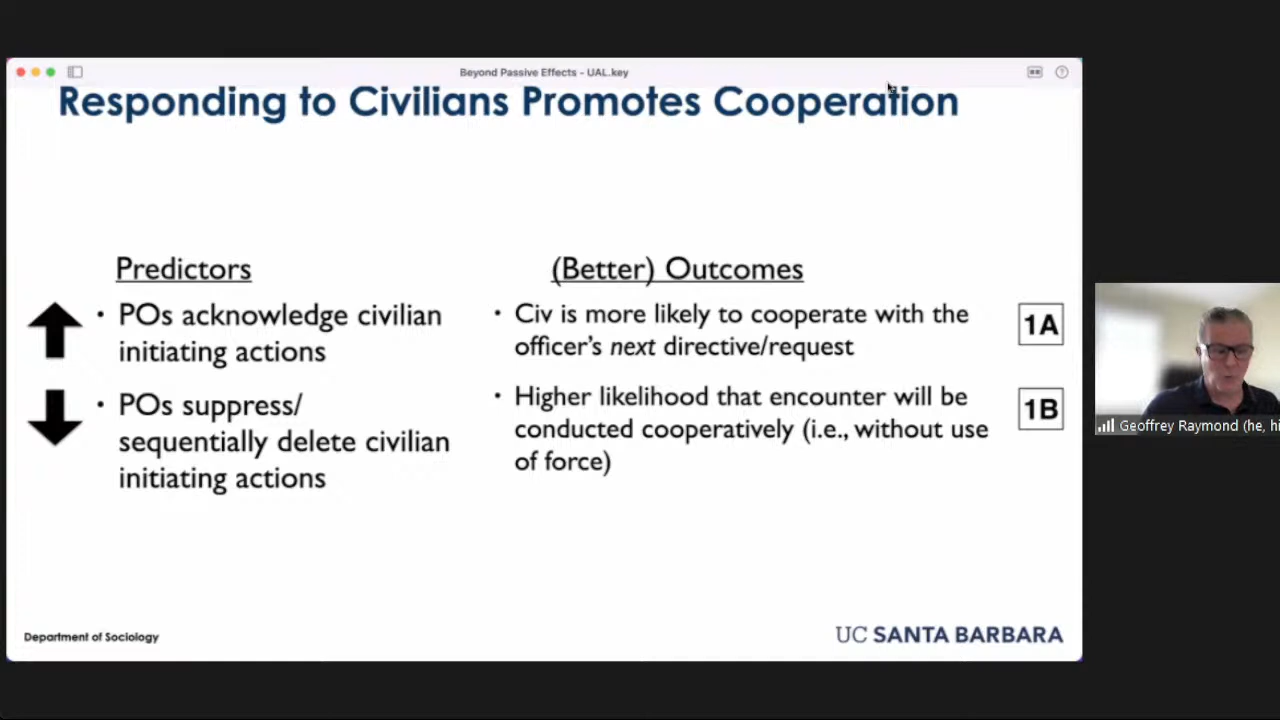 Beyond Passive Effects - UAL.key
Responding to Civilians Promotes Cooperation
Predictors
• POs acknowledge civilian
initiating actions
• POs suppress/
sequentially delete civilian
initiating actions
(Better) Outcomes
• Civ is more likely to cooperate with the
officer's next directive/request
1A
• Higher likelihood that encounter will be
conducted cooperatively (i.e., without use
of force)
1B
Geoffrey Raymond (he, hi
Department of Sociology
UC SANTA BARBARA